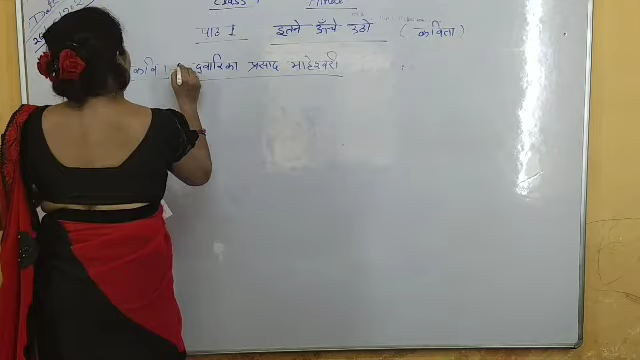 पाठ 1 इतने ऊँचे उठो (कविता)
कवि द्वारिका प्रसाद माहेश्वरी